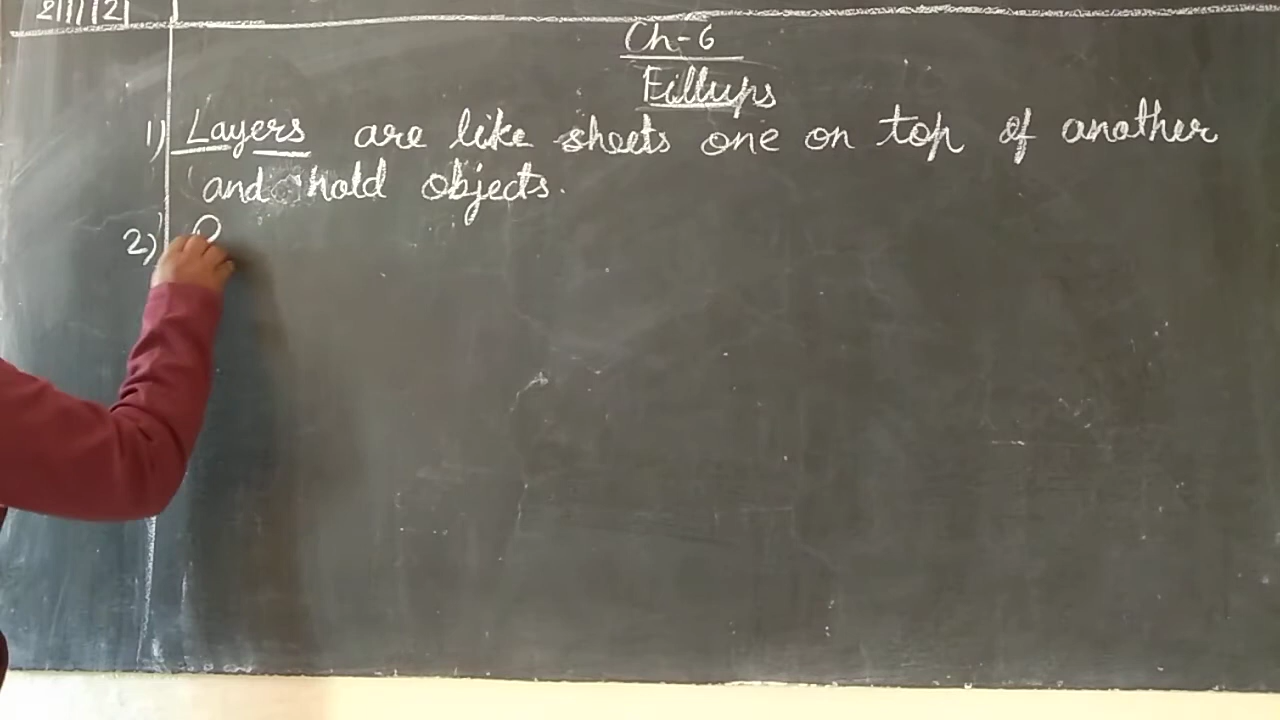 2/1/21
Ch-6
Fillups
1) Layers are like sheets one on top of another
and hold objects.
2)